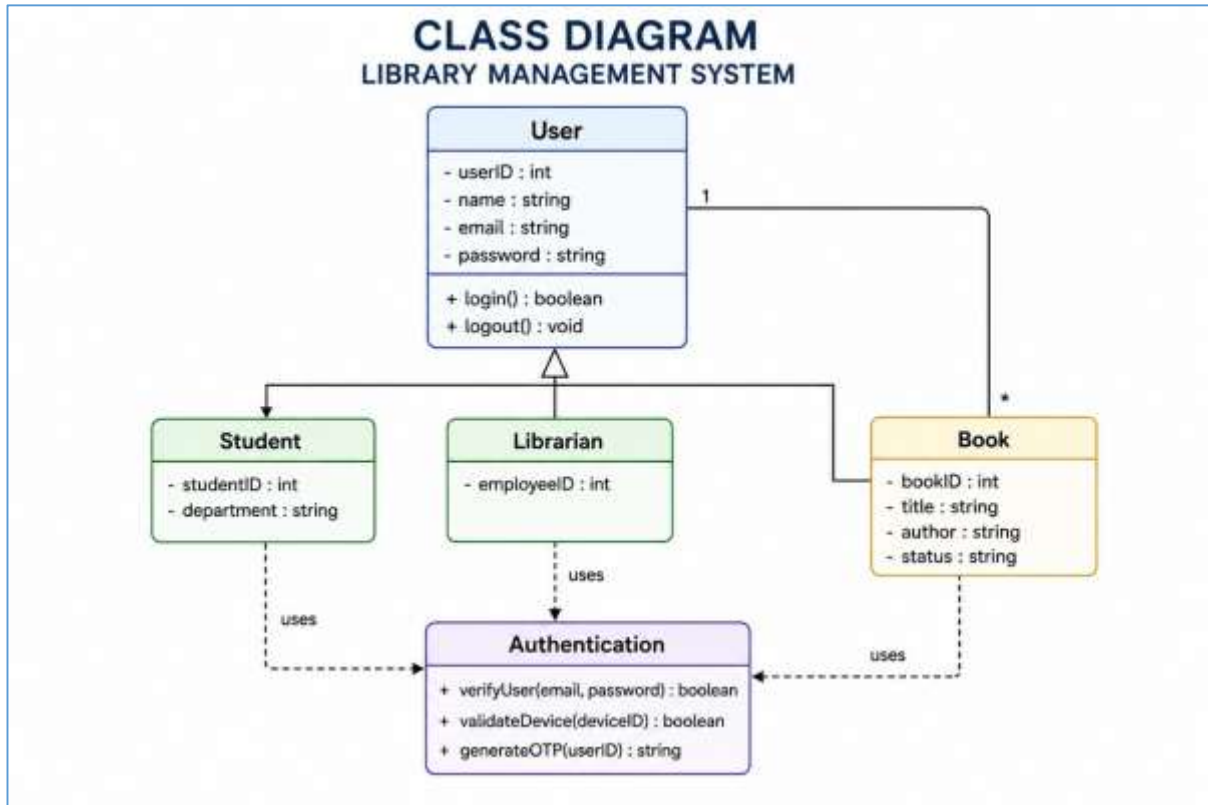 CLASS DIAGRAM
LIBRARY MANAGEMENT SYSTEM
User
- userID : int
- name : string
- email : string
- password : string
+ login() : boolean
+ logout() : void
1
*
Student
- studentID : int
- department : string
Librarian
- employeeID : int
Book
- bookID : int
- title : string
- author : string
- status : string
uses
uses
uses
Authentication
+ verifyUser(email, password) : boolean
+ validateDevice(deviceID) : boolean
+ generateOTP(userID) : string